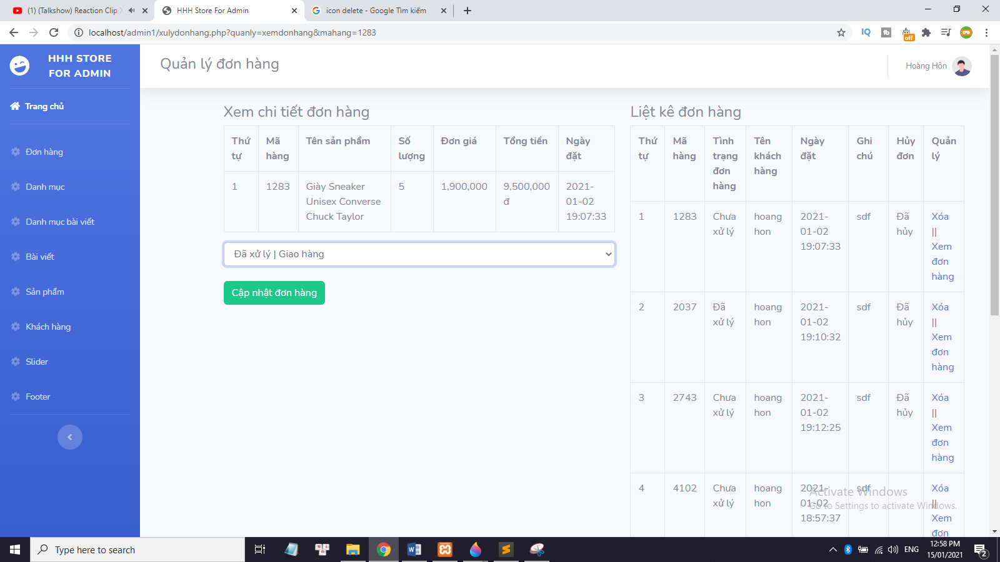 (1) (Talkshow) Reaction Clip
HHH Store For Admin
icon delete - Google Tìm kiếm
localhost/admin1/xulydonhang.php?quanly=xemdonhang&mahang=1283
IQ
off
HHH STORE
FOR ADMIN
Trang chủ
Đơn hàng
Danh mục
Danh mục bài viết
Bài viết
Sản phẩm
Khách hàng
Slider
Footer
Quản lý đơn hàng
Hoàng Hôn
Xem chi tiết đơn hàng
Thứ tự
Mã hàng
Tên sản phẩm
Số lượng
Đơn giá
Tổng tiền
Ngày đặt
1
1283
Giày Sneaker
Unisex Converse
Chuck Taylor
5
1,900,000
9,500,000
đ
2021-
01-02
19:07:33
Đã xử lý | Giao hàng
Cập nhật đơn hàng
Liệt kê đơn hàng
Thứ tự
Mã hàng
Tình trạng đơn hàng
Tên khách hàng
Ngày đặt
Ghi chú
Hủy đơn
Quản lý
1
1283
Chưa xử lý
hoang hon
2021-
01-02
19:07:33
sdf
Đã hủy
Xóa
||
Xem
đơn
hàng
2
2037
Đã xử lý
hoang hon
2021-
01-02
19:10:32
sdf
Đã hủy
Xóa
||
Xem
đơn
hàng
3
2743
Chưa xử lý
hoang hon
2021-
01-02
19:12:25
sdf
Đã hủy
Xóa
||
Xem
đơn
hàng
4
4102
Chưa xử lý
hoang hon
2021-
01-02
18:57:37
sdf
Xóa
||
Xem
đơn
Activate Windows
Go to Settings to activate Windows.
Type here to search
ENG
12:58 PM
15/01/2021
2